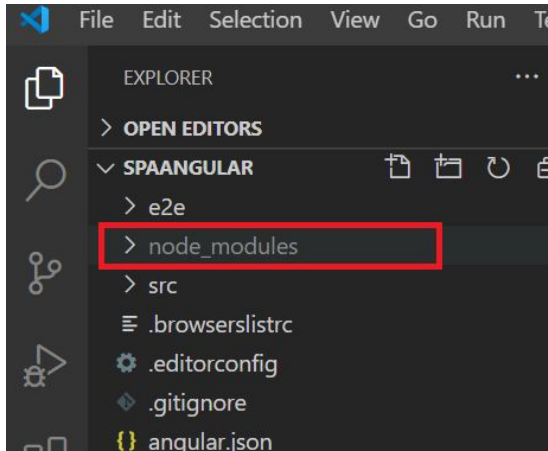 File Edit Selection View Go Run
EXPLORER
OPEN EDITORS
SPAANGULAR
e2e
node_modules
src
.browserslistrc
.editorconfig
.gitignore
{} angular.json